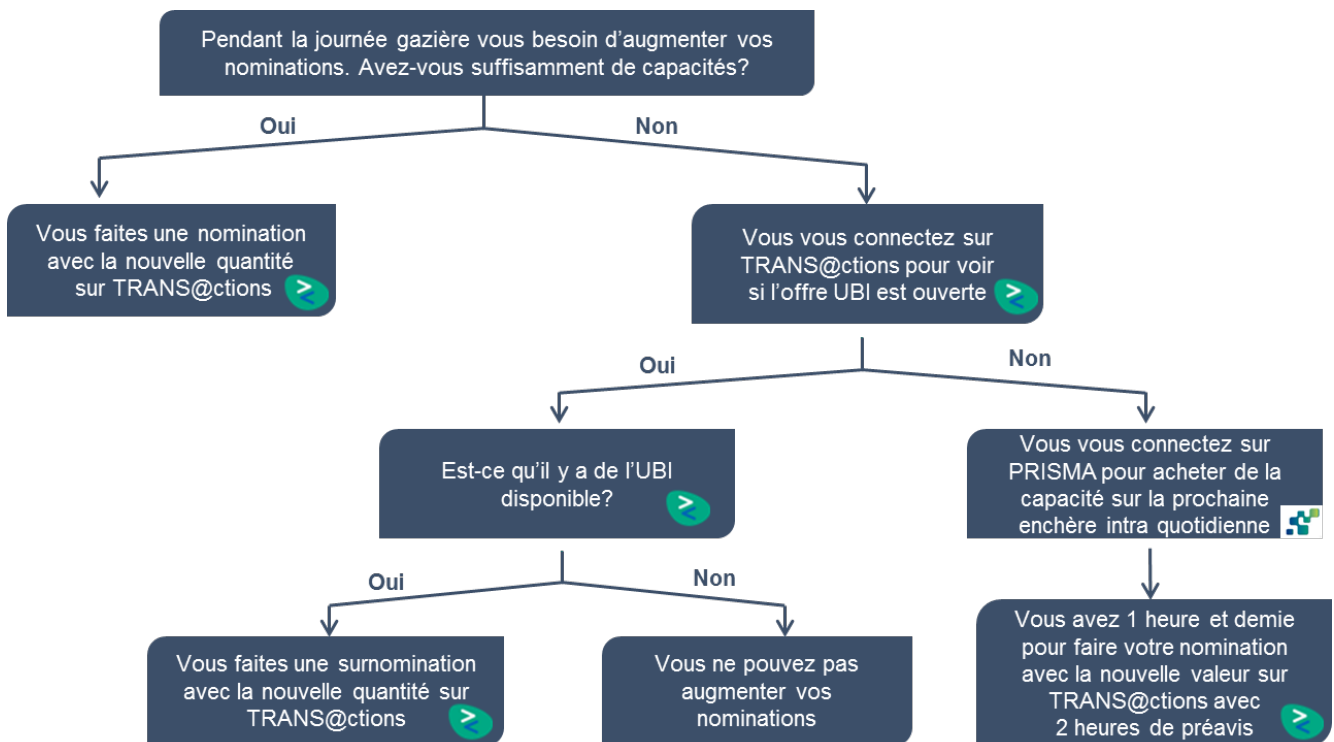 Pendant la journée gazière vous besoin d’augmenter vos
nominations. Avez-vous suffisamment de capacités?
Oui
Non
Vous faites une nomination
avec la nouvelle quantité
sur TRANS@ctions
Vous vous connectez sur
TRANS@ctions pour voir
si l’offre UBI est ouverte
Oui
Non
Est-ce qu’il y a de l’UBI
disponible?
Vous vous connectez sur
PRISMA pour acheter de la
capacité sur la prochaine
enchère intra quotidienne
Oui
Non
Vous faites une surnomination
avec la nouvelle quantité sur
TRANS@ctions
Vous ne pouvez pas
augmenter vos
nominations
Vous avez 1 heure et demie
pour faire votre nomination
avec la nouvelle valeur sur
TRANS@ctions avec
2 heures de préavis